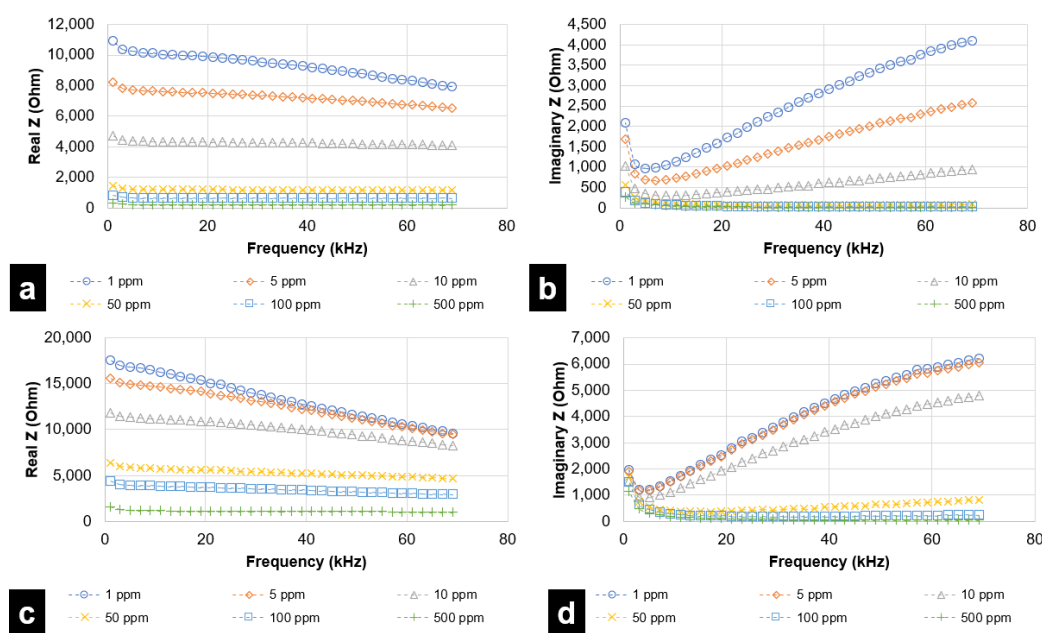 12,000
10,000
8,000
6,000
4,000
2,000
0
Real Z (Ohm)
0 20 40 60 80
Frequency (kHz)
a
1 ppm 5 ppm 10 ppm
50 ppm 100 ppm 500 ppm
4,500
4,000
3,500
3,000
2,500
2,000
1,500
1,000
500
0
Imaginary Z (Ohm)
0 20 40 60 80
Frequency (kHz)
b
1 ppm 5 ppm 10 ppm
50 ppm 100 ppm 500 ppm
20,000
15,000
10,000
5,000
0
Real Z (Ohm)
0 20 40 60 80
Frequency (kHz)
c
1 ppm 5 ppm 10 ppm
50 ppm 100 ppm 500 ppm
7,000
6,000
5,000
4,000
3,000
2,000
1,000
0
Imaginary Z (Ohm)
0 20 40 60 80
Frequency (kHz)
d
1 ppm 5 ppm 10 ppm
50 ppm 100 ppm 500 ppm